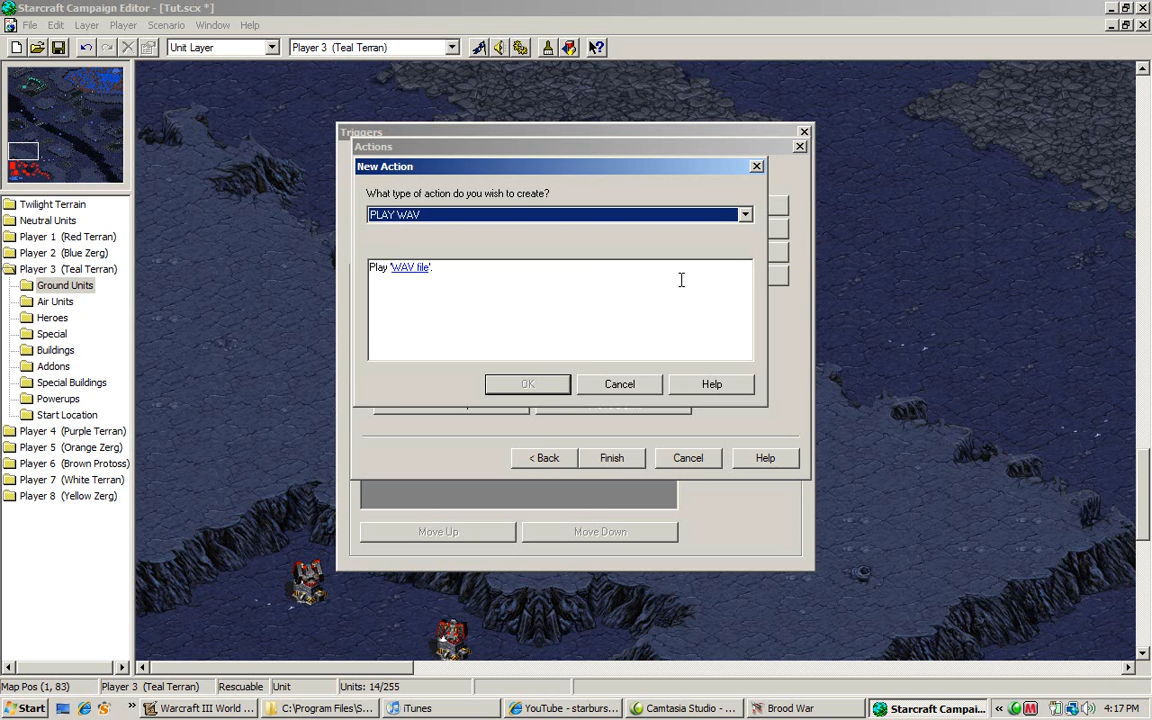 Starcraft Campaign Editor - [Tut.scx *]
File Edit Layer Player Scenario Window Help
Unit Layer Player 3 (Teal Terran)
Twilight Terrain
Neutral Units
Player 1 (Red Terran)
Player 2 (Blue Zerg)
Player 3 (Teal Terran)
Ground Units
Air Units
Heroes
Special
Buildings
Addons
Special Buildings
Powerups
Start Location
Player 4 (Purple Terran)
Player 5 (Orange Zerg)
Player 6 (Brown Protoss)
Player 7 (White Terran)
Player 8 (Yellow Zerg)
Triggers
Actions
New Action
What type of action do you wish to create?
PLAY WAV
Play 'WAV file'.
OK Cancel Help
< Back Finish Cancel Help
Move Up Move Down
Map Pos (1, 83) Player 3 (Teal Terran) Rescuable Unit Units: 14/255
Start Warcraft III World ... C:\Program Files\S... iTunes YouTube - starburs... Camtasia Studio - ... Brood War Starcraft Campai... 4:17 PM